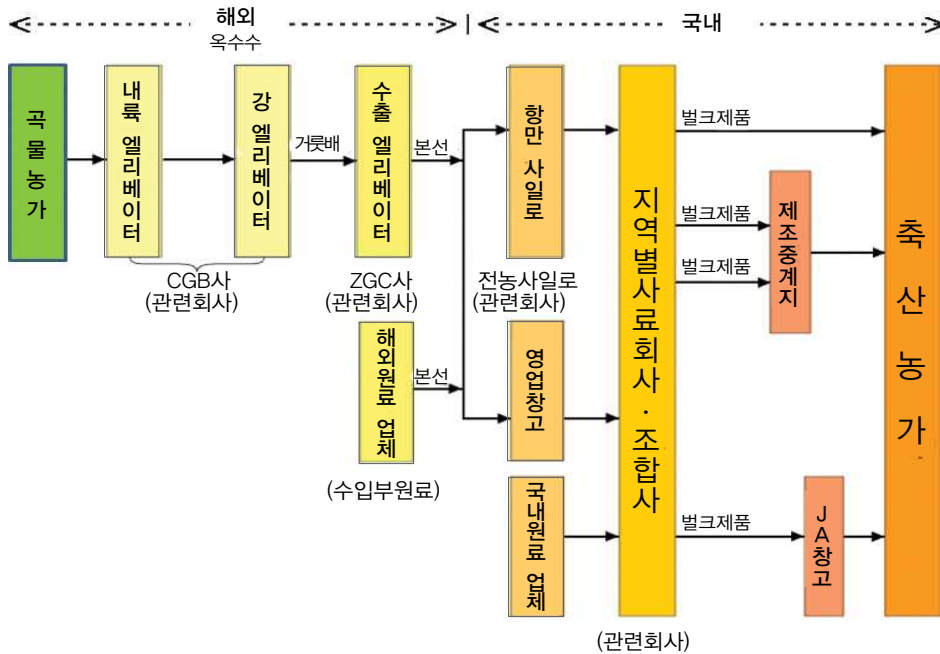 해외
국내
옥수수
곡물농가
내륙 엘리베이터
강 엘리베이터
거룻배
수출 엘리베이터
본선
항만 사일로
벌크제품
지역별사료회사·조합사
벌크제품
벌크제품
제조중계지
축산농가
CGB사
(관련회사)
ZGC사
(관련회사)
전농사일로
(관련회사)
해외원료 업체
본선
영업창고
(수입부원료)
국내원료 업체
벌크제품
JA창고
(관련회사)